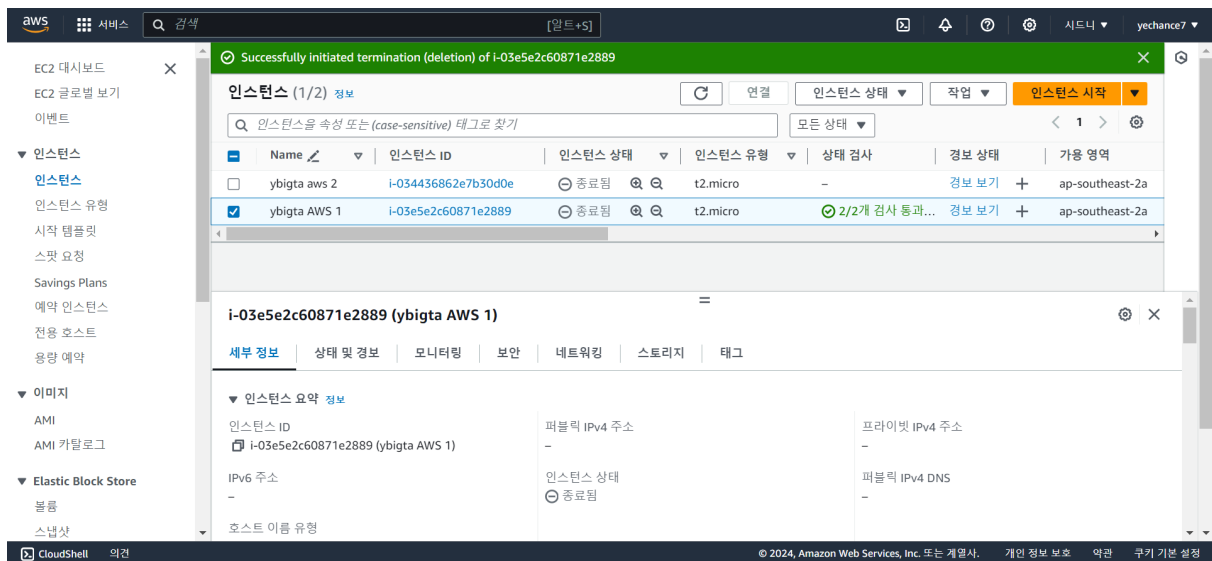 aws 서비스 검색 [알트+S] 시드니 ▼ yechance7 ▼
EC2 대시보드
EC2 글로벌 보기
이벤트
▼ 인스턴스
인스턴스
인스턴스 유형
시작 템플릿
스팟 요청
Savings Plans
예약 인스턴스
전용 호스트
용량 예약
▼ 이미지
AMI
AMI 카탈로그
▼ Elastic Block Store
볼륨
스냅샷
Successfully initiated termination (deletion) of i-03e5e2c60871e2889
인스턴스 (1/2) 정보 연결 인스턴스 상태 ▼ 작업 ▼ 인스턴스 시작 ▼
인스턴스을 속성 또는 (case-sensitive) 태그로 찾기 모든 상태 ▼ < 1 >
Name 인스턴스 ID 인스턴스 상태 인스턴스 유형 상태 검사 경보 상태 가용 영역
ybigta aws 2 i-034436862e7b30d0e 종료됨 t2.micro – 경보 보기 + ap-southeast-2a
ybigta AWS 1 i-03e5e2c60871e2889 종료됨 t2.micro 2/2개 검사 통과... 경보 보기 + ap-southeast-2a
i-03e5e2c60871e2889 (ybigta AWS 1)
세부 정보 상태 및 경보 모니터링 보안 네트워킹 스토리지 태그
▼ 인스턴스 요약 정보
인스턴스 ID 퍼블릭 IPv4 주소 프라이빗 IPv4 주소
i-03e5e2c60871e2889 (ybigta AWS 1) – –
IPv6 주소 인스턴스 상태 퍼블릭 IPv4 DNS
– 종료됨 –
호스트 이름 유형
CloudShell 의견 © 2024, Amazon Web Services, Inc. 또는 계열사. 개인 정보 보호 약관 쿠키 기본 설정